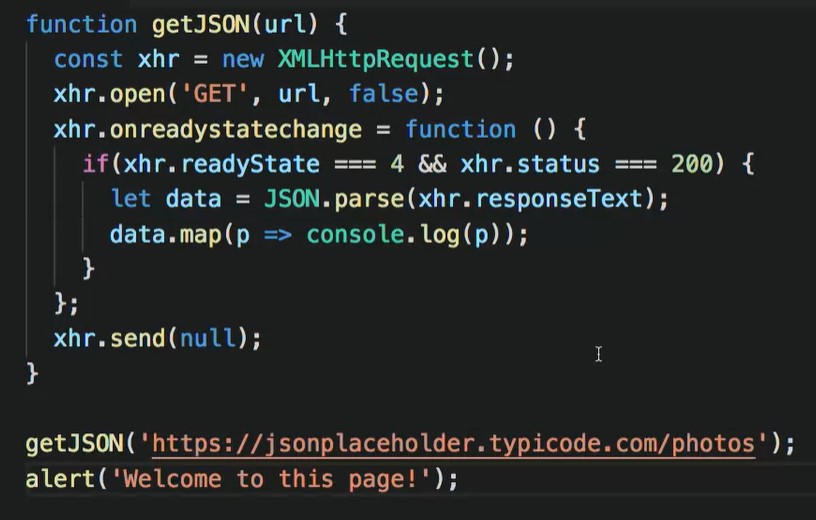 function getJSON(url) {
  const xhr = new XMLHttpRequest();
  xhr.open('GET', url, false);
  xhr.onreadystatechange = function () {
    if(xhr.readyState === 4 && xhr.status === 200) {
      let data = JSON.parse(xhr.responseText);
      data.map(p => console.log(p));
    }
  };
  xhr.send(null);
}

getJSON('https://jsonplaceholder.typicode.com/photos');
alert('Welcome to this page!');